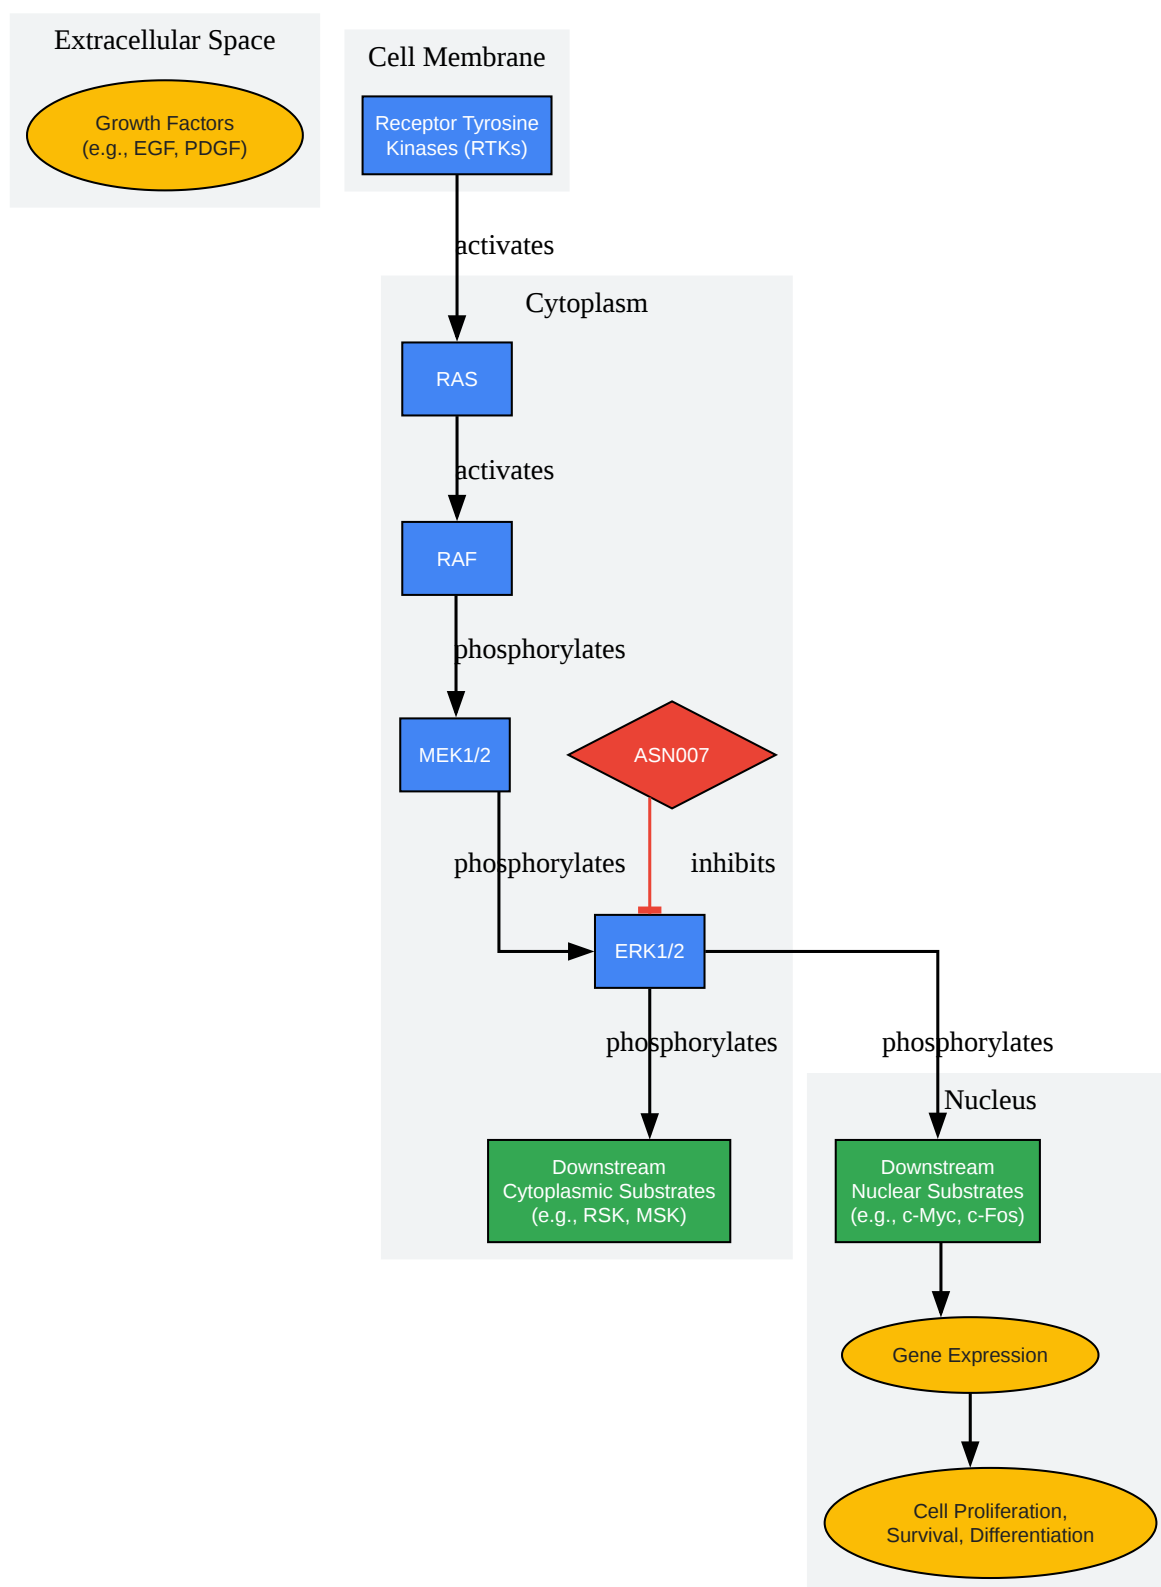 Extracellular Space
Growth Factors
(e.g., EGF, PDGF)
Cell Membrane
Receptor Tyrosine
Kinases (RTKs)
activates
Cytoplasm
RAS
activates
RAF
phosphorylates
MEK1/2
ASN007
phosphorylates
inhibits
ERK1/2
phosphorylates
phosphorylates
Nucleus
Downstream
Cytoplasmic Substrates
(e.g., RSK, MSK)
Downstream
Nuclear Substrates
(e.g., c-Myc, c-Fos)
Gene Expression
Cell Proliferation,
Survival, Differentiation